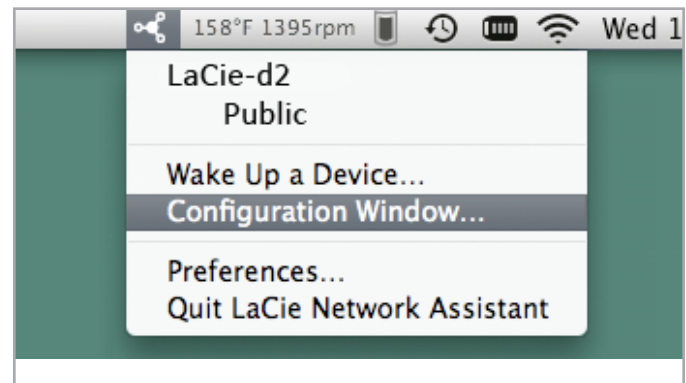 158°F 1395rpm Wed 1
LaCie-d2
Public
Wake Up a Device...
Configuration Window...
Preferences...
Quit LaCie Network Assistant